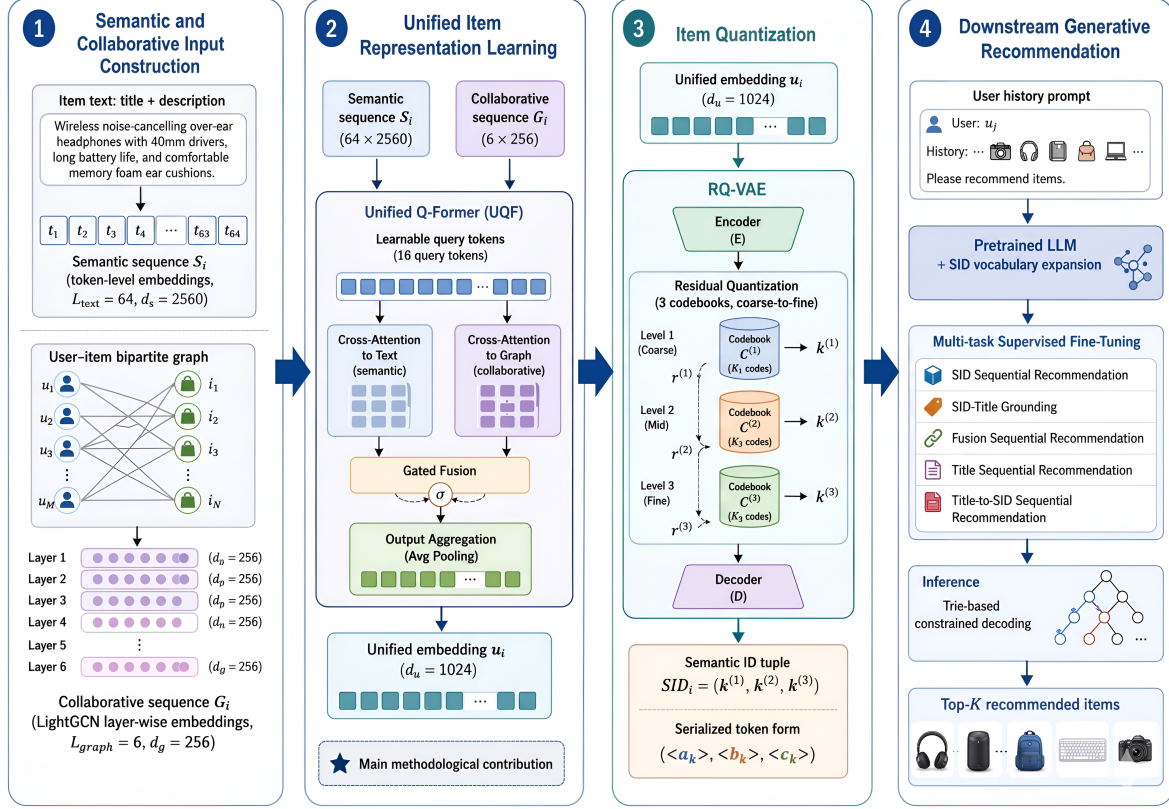 1
Semantic and
Collaborative Input
Construction
Item text: title + description
Wireless noise-cancelling over-ear
headphones with 40mm drivers,
long battery life, and comfortable
memory foam ear cushions.
t₁ t₂ t₃ t₄ ⋯ t₆₃ t₆₄
Semantic sequence Sᵢ
(token-level embeddings,
L_text = 64, dₛ = 2560)
User–item bipartite graph
u₁ i₁
u₂ i₂
u₃ i₃
⋮ ⋮
u_M i_N
Layer 1 (dₚ = 256)
Layer 2 (dₚ = 256)
Layer 3 (dₚ = 256)
Layer 4 (dₙ = 256)
Layer 5 ⋮
Layer 6 (d_g = 256)
Collaborative sequence Gᵢ
(LightGCN layer-wise embeddings,
L_graph = 6, d_g = 256)
2
Unified Item
Representation Learning
Semantic
sequence Sᵢ
(64 × 2560)
Collaborative
sequence Gᵢ
(6 × 256)
Unified Q-Former (UQF)
Learnable query tokens
(16 query tokens)
⋯
Cross-Attention
to Text
(semantic)
Cross-Attention
to Graph
(collaborative)
Gated Fusion
σ
Output Aggregation
(Avg Pooling)
⋯
Unified embedding uᵢ
(dᵤ = 1024)
⋯
Main methodological contribution
3
Item Quantization
Unified embedding uᵢ
(dᵤ = 1024)
⋯
RQ-VAE
Encoder
(E)
Residual Quantization
(3 codebooks, coarse-to-fine)
Level 1
(Coarse)
Codebook
C⁽¹⁾
(K₁ codes)
k⁽¹⁾
r⁽¹⁾
Level 2
(Mid)
Codebook
C⁽²⁾
(K₃ codes)
k⁽²⁾
r⁽²⁾
Level 3
(Fine)
Codebook
C⁽³⁾
(K₃ codes)
k⁽³⁾
r⁽³⁾
Decoder
(D)
Semantic ID tuple
SIDᵢ = (k⁽¹⁾, k⁽²⁾, k⁽³⁾)
Serialized token form
(<aₖ>, <bₖ>, <cₖ>)
4
Downstream Generative
Recommendation
User history prompt
User: uⱼ
History: ⋯ ⋯
Please recommend items.
Pretrained LLM
+ SID vocabulary expansion
Multi-task Supervised Fine-Tuning
SID Sequential Recommendation
SID-Title Grounding
Fusion Sequential Recommendation
Title Sequential Recommendation
Title-to-SID Sequential
Recommendation
Inference
Trie-based
constrained decoding
⋯
Top-K recommended items